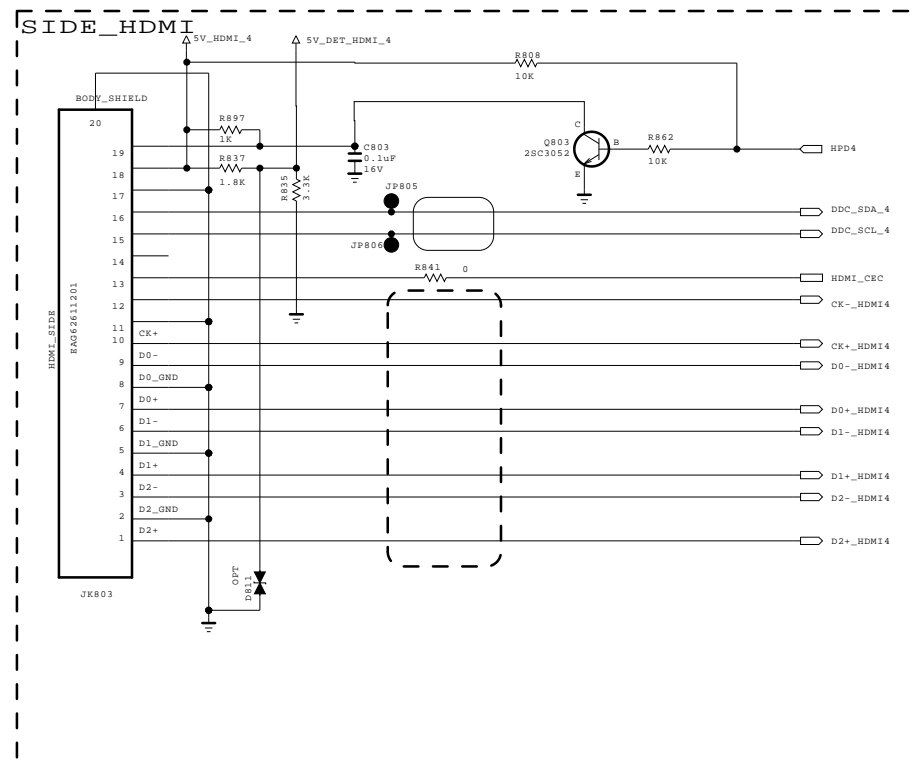 SIDE_HDMI
5V_HDMI_4
5V_DET_HDMI_4
R808
10K
BODY_SHIELD
20
R897
1K
C803
0.1uF
16V
Q803
2SC3052
C
B
E
R862
10K
HPD4
19
18
R837
1.8K
R835
3.3K
17
JP805
16
DDC_SDA_4
15
JP806
DDC_SCL_4
14
R841
0
13
HDMI_CEC
12
CK-_HDMI4
HDMI_SIDE
EAG62611201
11
CK+
10
CK+_HDMI4
D0-
9
D0-_HDMI4
D0_GND
8
D0+
7
D0+_HDMI4
D1-
6
D1-_HDMI4
D1_GND
5
D1+
4
D1+_HDMI4
D2-
3
D2-_HDMI4
D2_GND
2
D2+
1
D2+_HDMI4
OPT
D811
JK803